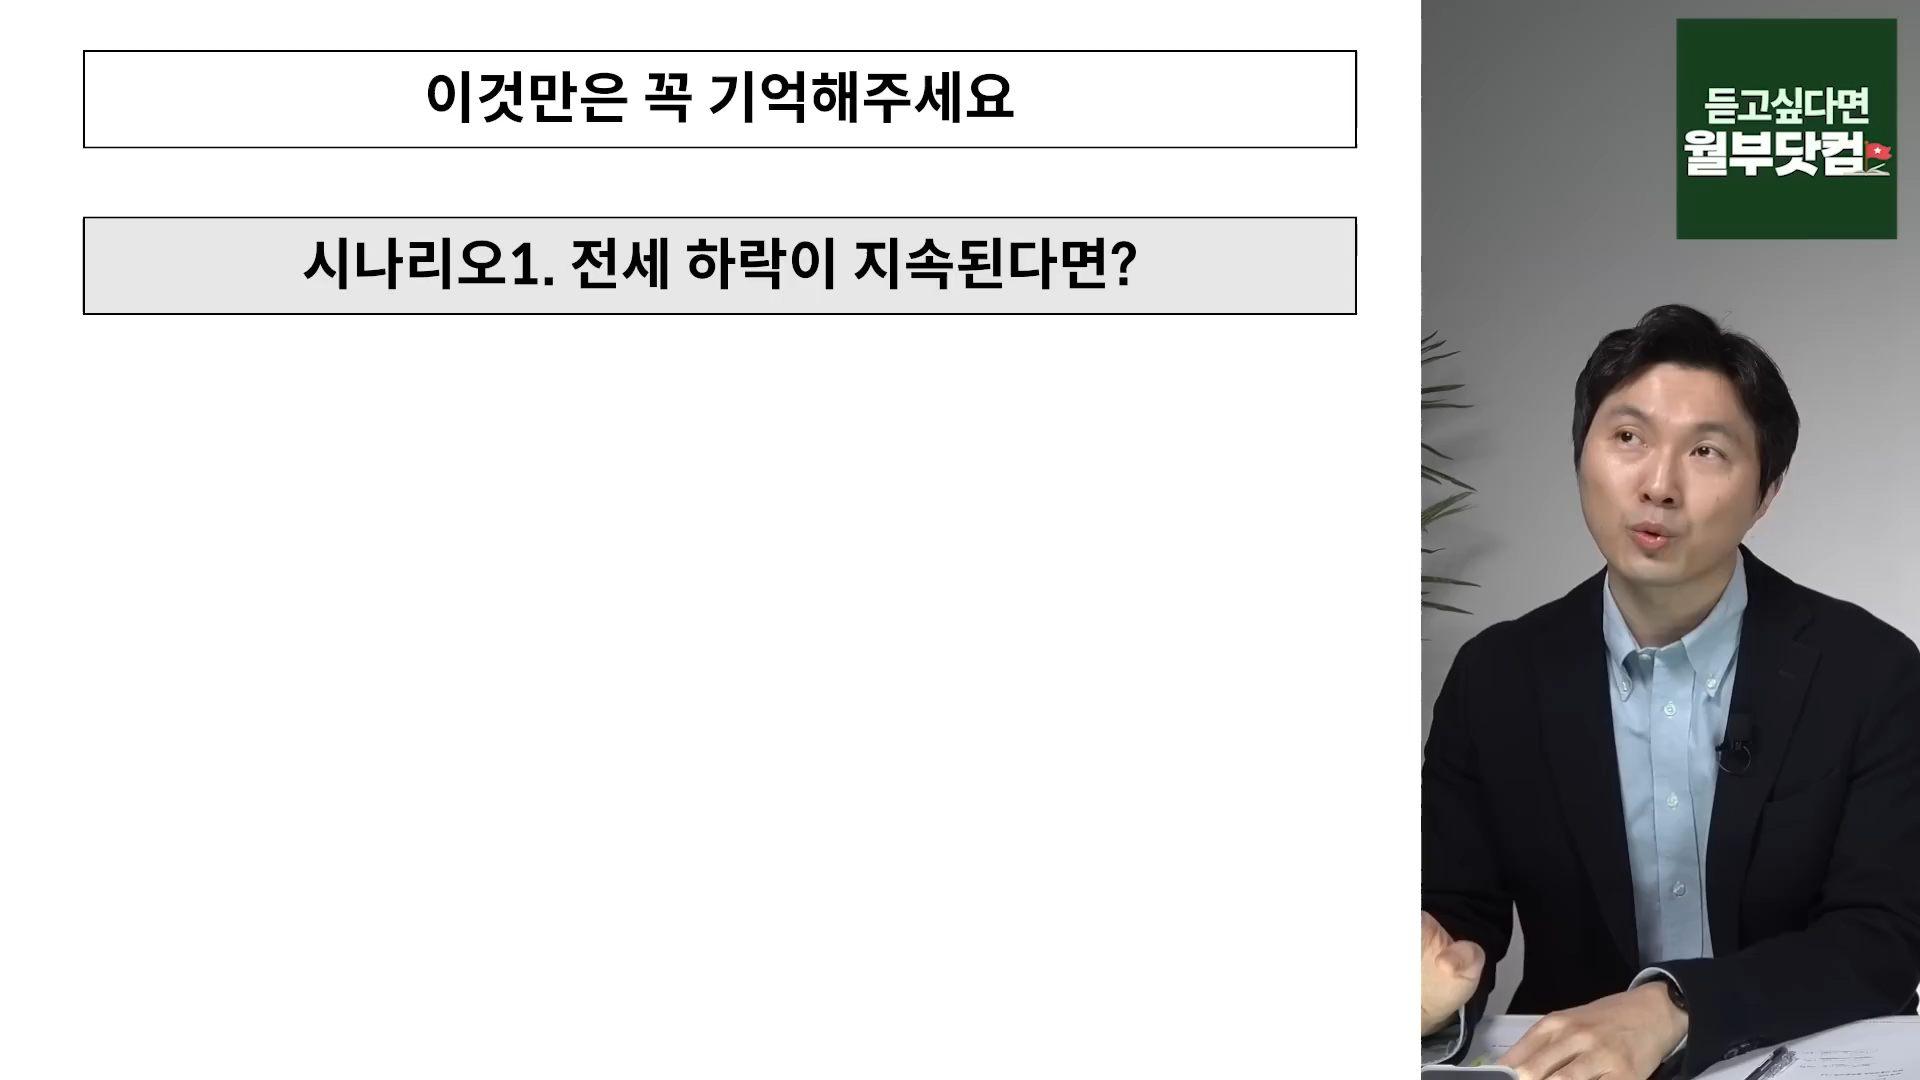 이것만은 꼭 기억해주세요
시나리오1. 전세 하락이 지속된다면?
듣고싶다면
월부닷컴